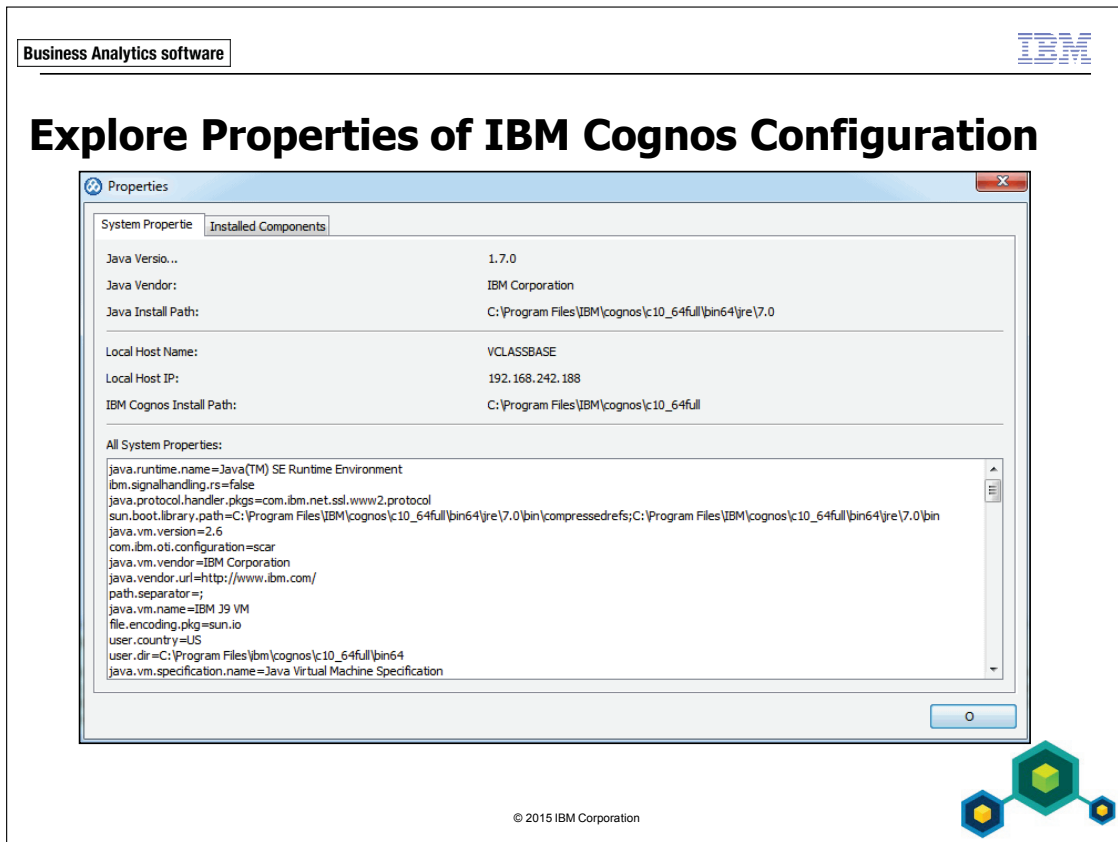 Business Analytics software
IBM
Explore Properties of IBM Cognos Configuration
Properties
System Propertie
Installed Components
Java Versio... 1.7.0
Java Vendor: IBM Corporation
Java Install Path: C:\Program Files\IBM\cognos\c10_64full\bin64\jre\7.0
Local Host Name: VCLASSBASE
Local Host IP: 192.168.242.188
IBM Cognos Install Path: C:\Program Files\IBM\cognos\c10_64full
All System Properties:
java.runtime.name=Java(TM) SE Runtime Environment
ibm.signalhandling.rs=false
java.protocol.handler.pkgs=com.ibm.net.ssl.www2.protocol
sun.boot.library.path=C:\Program Files\IBM\cognos\c10_64full\bin64\jre\7.0\bin\compressedrefs;C:\Program Files\IBM\cognos\c10_64full\bin64\jre\7.0\bin
java.vm.version=2.6
com.ibm.oti.configuration=scar
java.vm.vendor=IBM Corporation
java.vendor.url=http://www.ibm.com/
path.separator=;
java.vm.name=IBM J9 VM
file.encoding.pkg=sun.io
user.country=US
user.dir=C:\Program Files\ibm\cognos\c10_64full\bin64
java.vm.specification.name=Java Virtual Machine Specification
O
© 2015 IBM Corporation